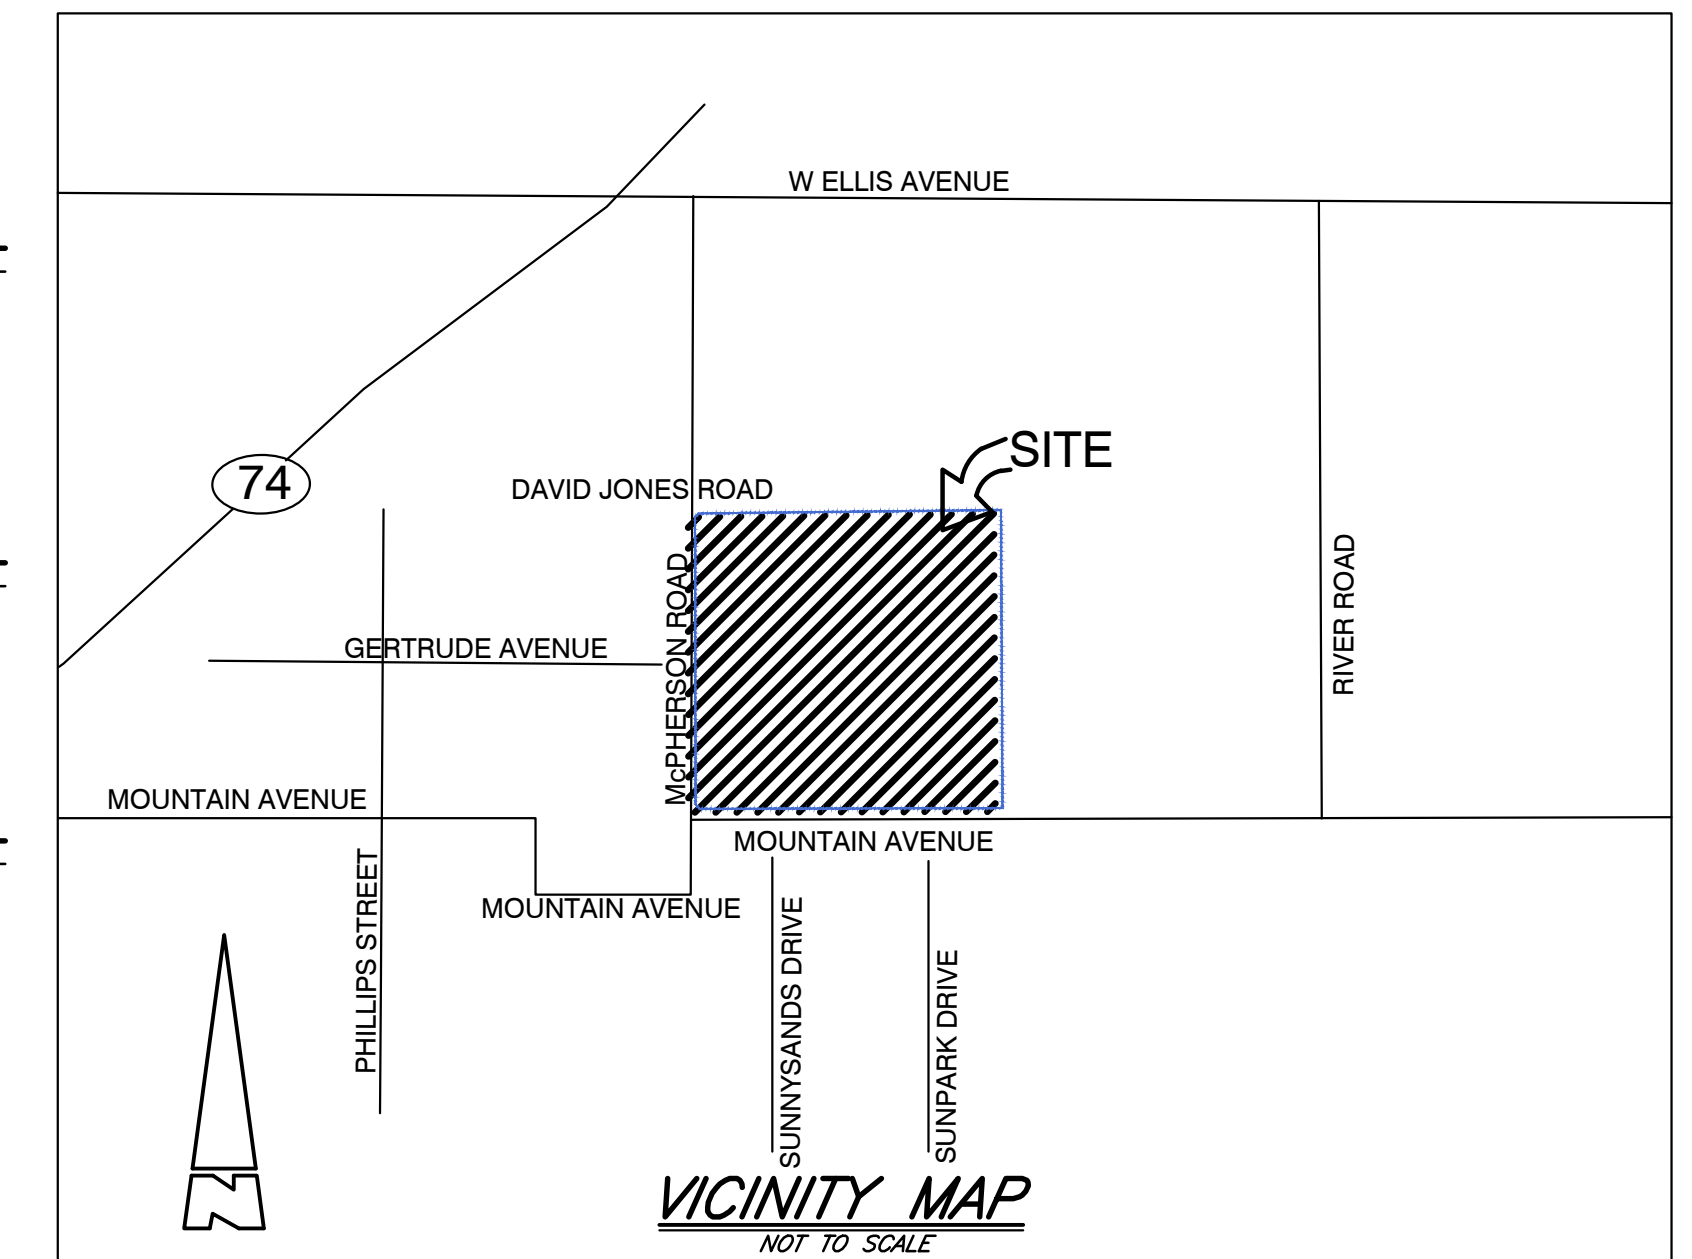 W ELLIS AVENUE
SITE
74
DAVID JONES ROAD
McPHERSON ROAD
RIVER ROAD
GERTRUDE AVENUE
MOUNTAIN AVENUE
MOUNTAIN AVENUE
MOUNTAIN AVENUE
PHILLIPS STREET
SUNNYSANDS DRIVE
SUNPARK DRIVE
N
VICINITY MAP
NOT TO SCALE